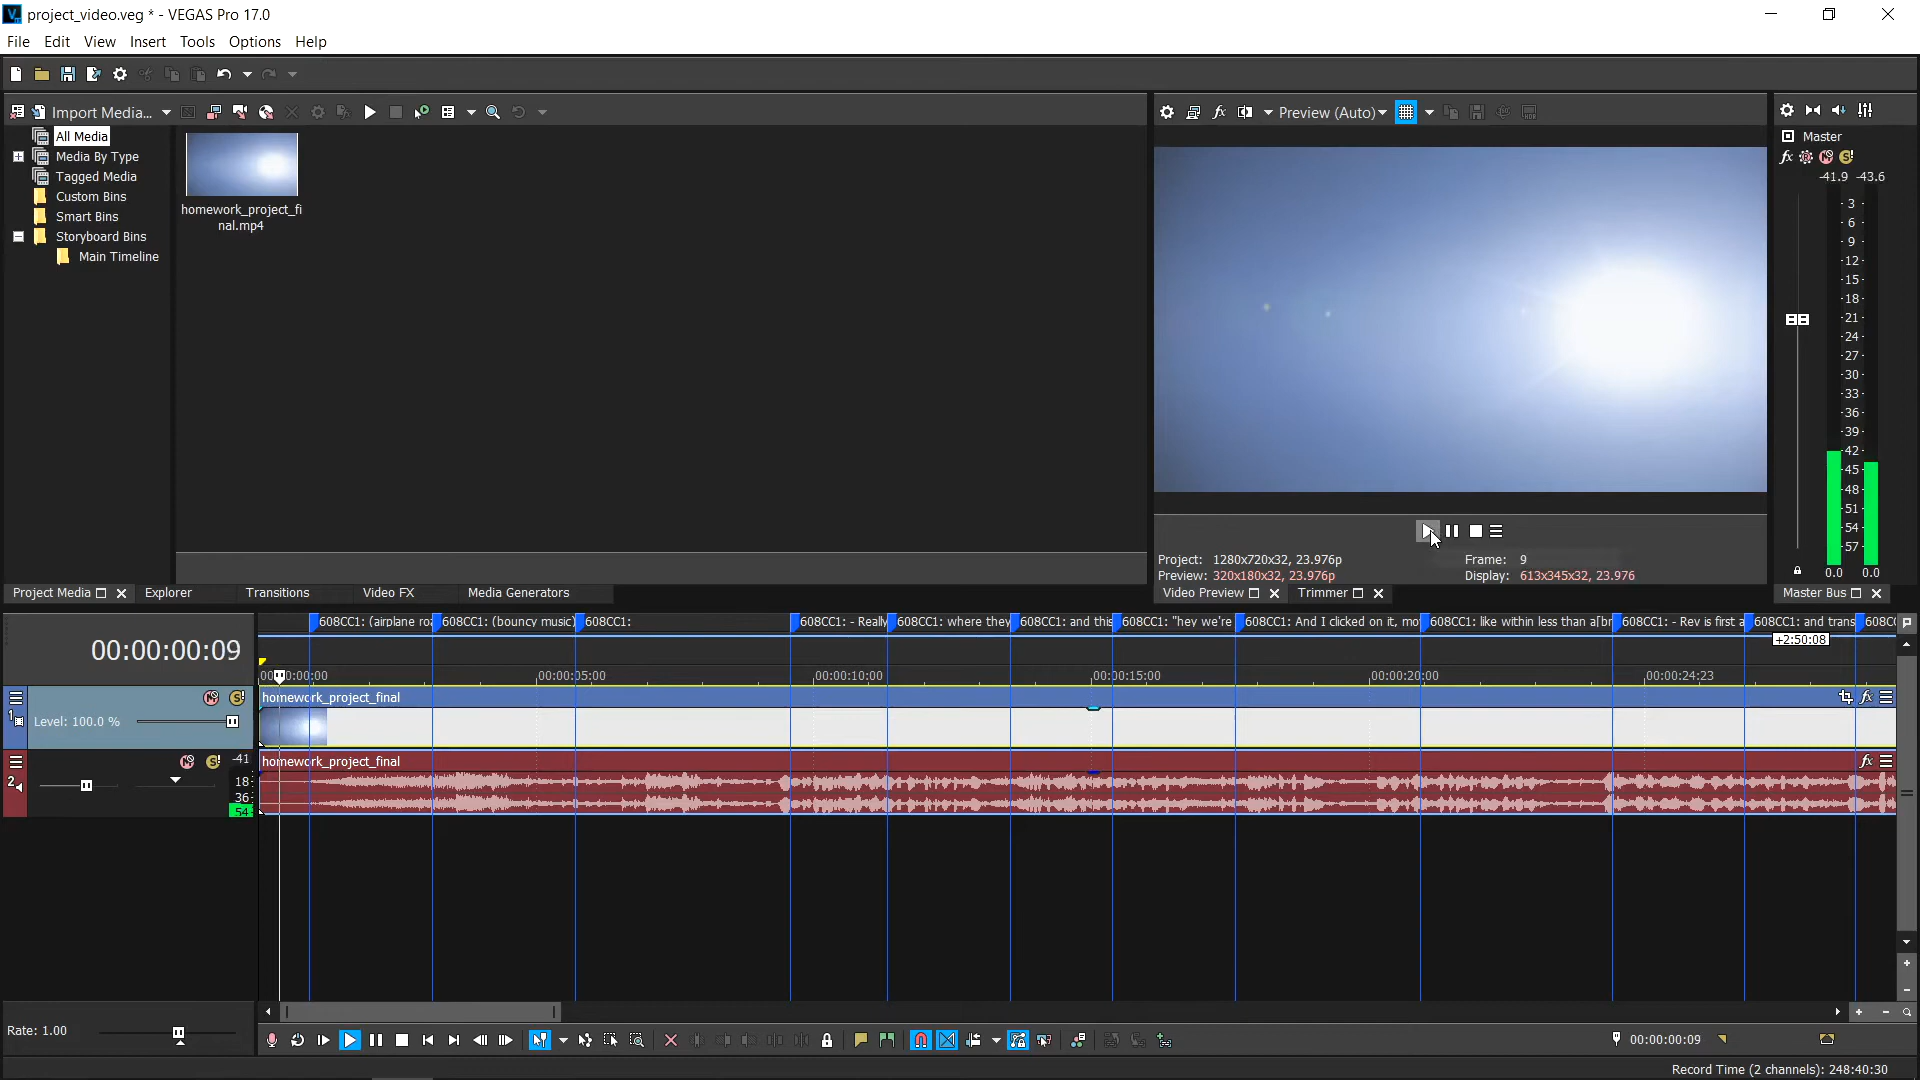 project_video.veg * - VEGAS Pro 17.0
File Edit View Insert Tools Options Help
Import Media...
All Media
Media By Type
Tagged Media
Custom Bins
Smart Bins
Storyboard Bins
Main Timeline
homework_project_fi
nal.mp4
Preview (Auto)
Project: 1280x720x32, 23.976p
Frame: 9
Preview: 320x180x32, 23.976p
Display: 613x345x32, 23.976
Master
-41.9 -43.6
- 3 -
- 6 -
- 9 -
-12-
-15-
-18-
-21-
-24-
-27-
-30-
-33-
-36-
-39-
-42-
-45-
-48-
-51-
-54-
-57-
0.0 0.0
Project Media
Explorer
Transitions
Video FX
Media Generators
Video Preview
Trimmer
Master Bus
00:00:00:09
608CC1: (airplane roa
608CC1: (bouncy music)
608CC1:
608CC1: - Really
608CC1: where they
608CC1: and this
608CC1: "hey we're
608CC1: And I clicked on it, mo
608CC1: like within less than a[br
608CC1: - Rev is first a
608CC1: and trans
608C
+2:50:08
00:00:05:00
00:00:10:00
00:00:15:00
00:00:20:00
00:00:24:23
1
Level: 100.0 %
homework_project_final
2
-41
18
36
54
homework_project_final
Rate: 1.00
00:00:00:09
Record Time (2 channels): 248:40:30